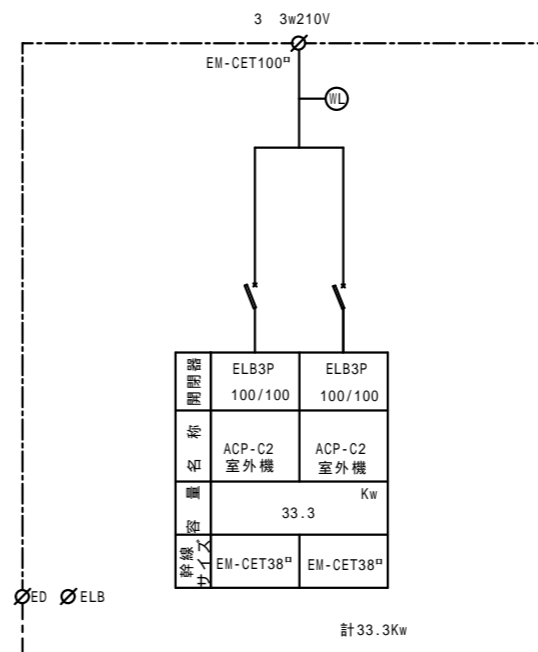 3 3w210V
EM-CET100□
WL
開閉器
ELB3P
100/100
ELB3P
100/100
名称
ACP-C2
室外機
ACP-C2
室外機
容量
33.3
Kw
幹線サイズ
EM-CET38□
EM-CET38□
ED
ELB
計33.3Kw